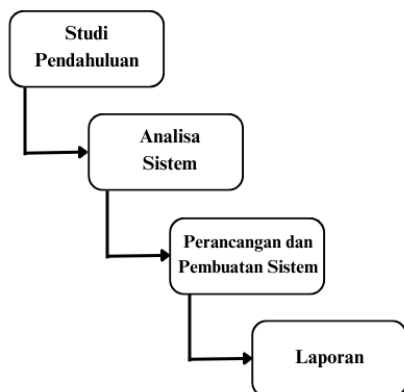 Studi
Pendahuluan
Analisa
Sistem
Perancangan dan
Pembuatan Sistem
Laporan